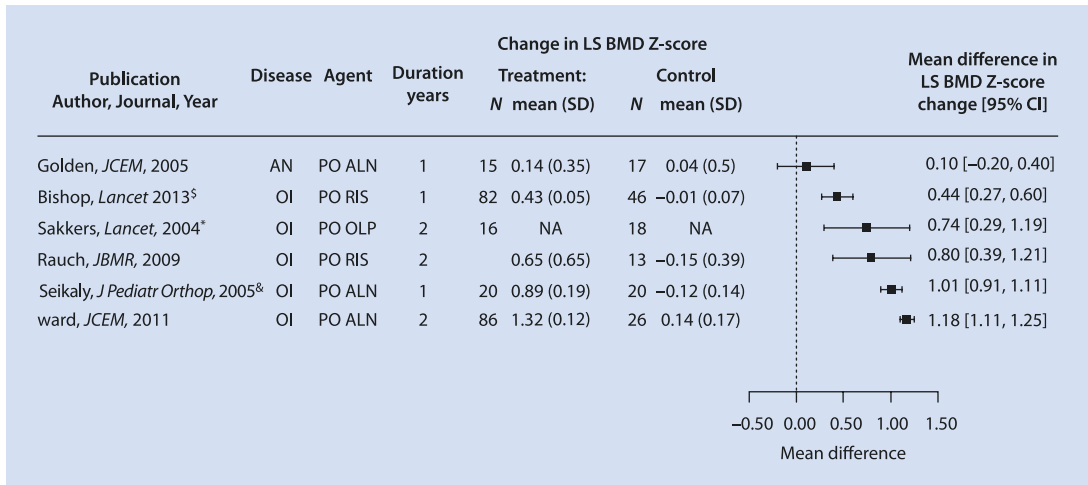 Change in LS BMD Z-score
Publication Author, Journal, Year Disease Agent Duration years Treatment: N mean (SD) Control N mean (SD) Mean difference in LS BMD Z-score change [95% CI]
Golden, JCEM, 2005 AN PO ALN 1 15 0.14 (0.35) 17 0.04 (0.5) 0.10 [−0.20, 0.40]
Bishop, Lancet 2013$ OI PO RIS 1 82 0.43 (0.05) 46 −0.01 (0.07) 0.44 [0.27, 0.60]
Sakkers, Lancet, 2004* OI PO OLP 2 16 NA 18 NA 0.74 [0.29, 1.19]
Rauch, JBMR, 2009 OI PO RIS 2 0.65 (0.65) 13 −0.15 (0.39) 0.80 [0.39, 1.21]
Seikaly, J Pediatr Orthop, 2005& OI PO ALN 1 20 0.89 (0.19) 20 −0.12 (0.14) 1.01 [0.91, 1.11]
ward, JCEM, 2011 OI PO ALN 2 86 1.32 (0.12) 26 0.14 (0.17) 1.18 [1.11, 1.25]
−0.50 0.00 0.50 1.00 1.50
Mean difference